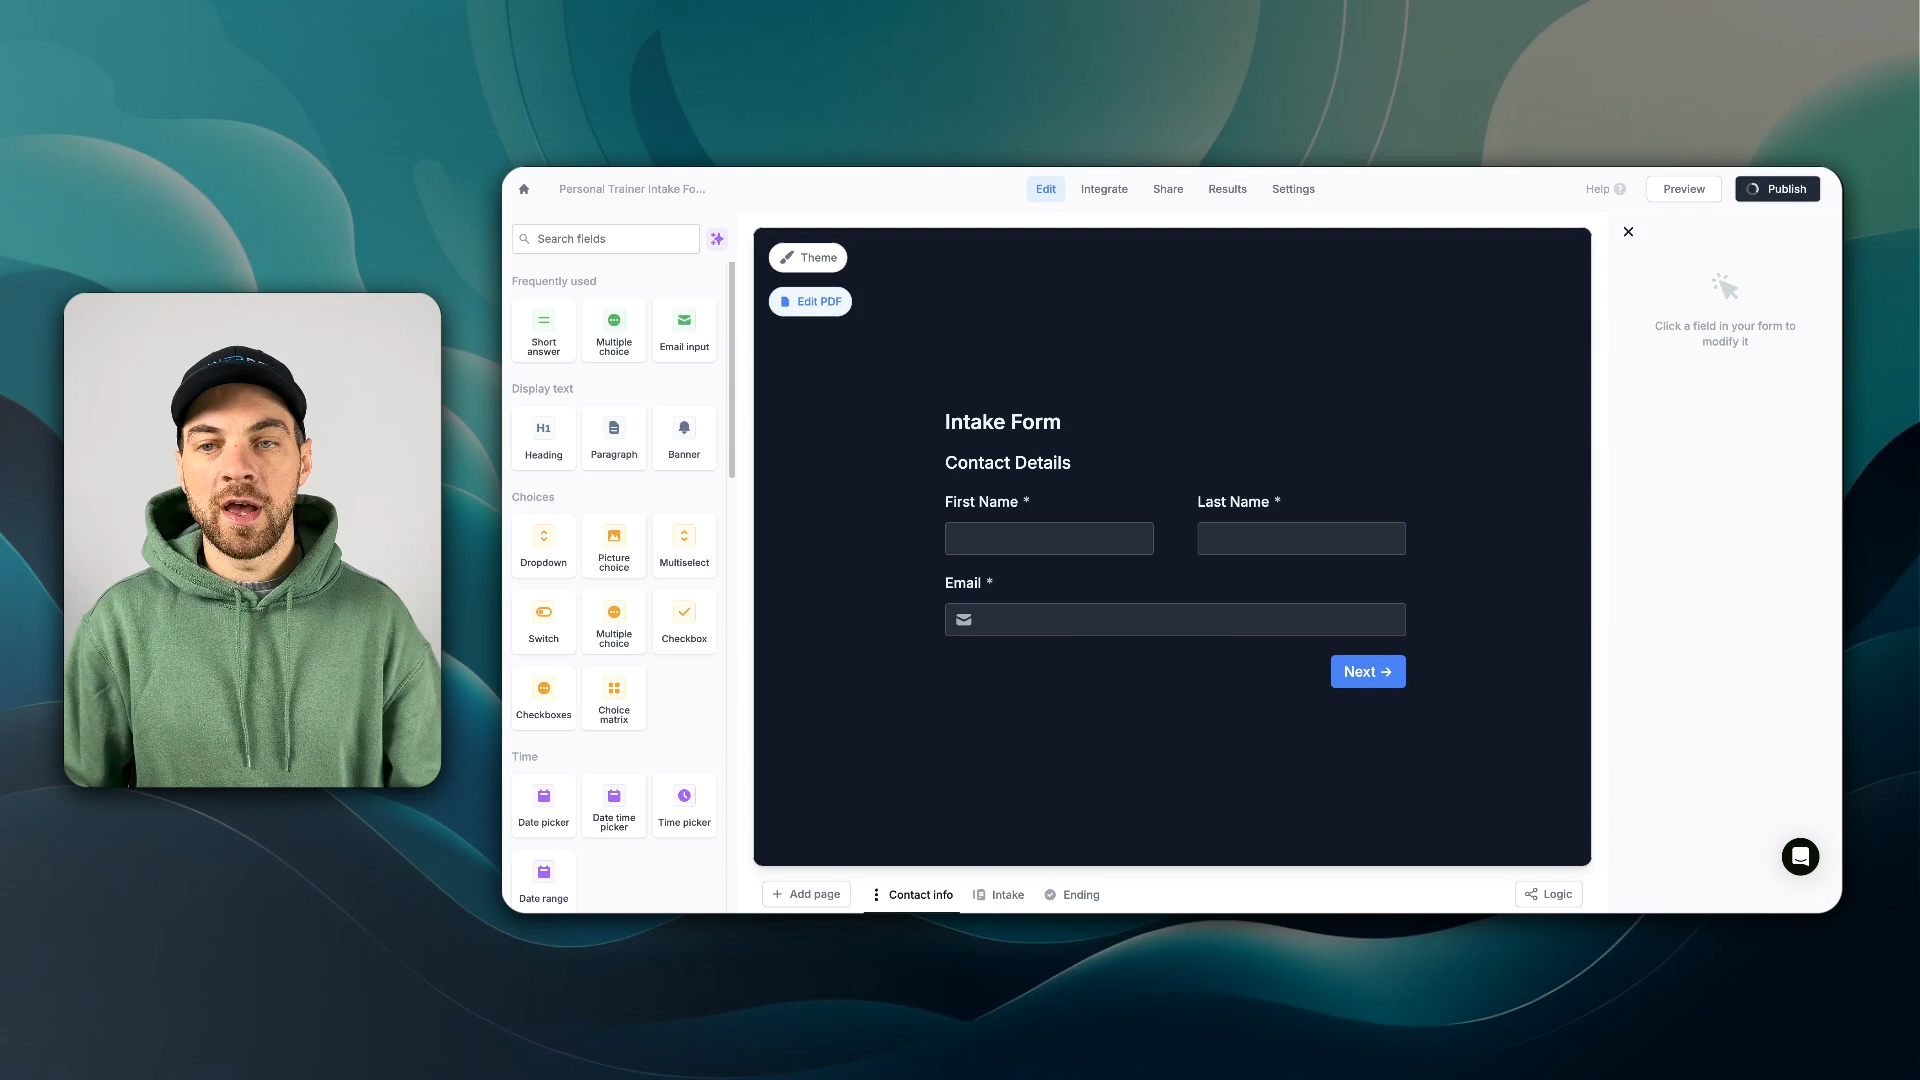 Personal Trainer Intake Fo...
Edit
Integrate
Share
Results
Settings
Help
Preview
Publish
Search fields
Frequently used
Short answer
Multiple choice
Email input
Display text
H1
Heading
Paragraph
Banner
Choices
Dropdown
Picture choice
Multiselect
Switch
Multiple choice
Checkbox
Checkboxes
Choice matrix
Time
Date picker
Date time picker
Time picker
Date range
Theme
Edit PDF
Intake Form
Contact Details
First Name *
Last Name *
Email *
Next →
Add page
Contact info
Intake
Ending
Logic
Click a field in your form to
modify it